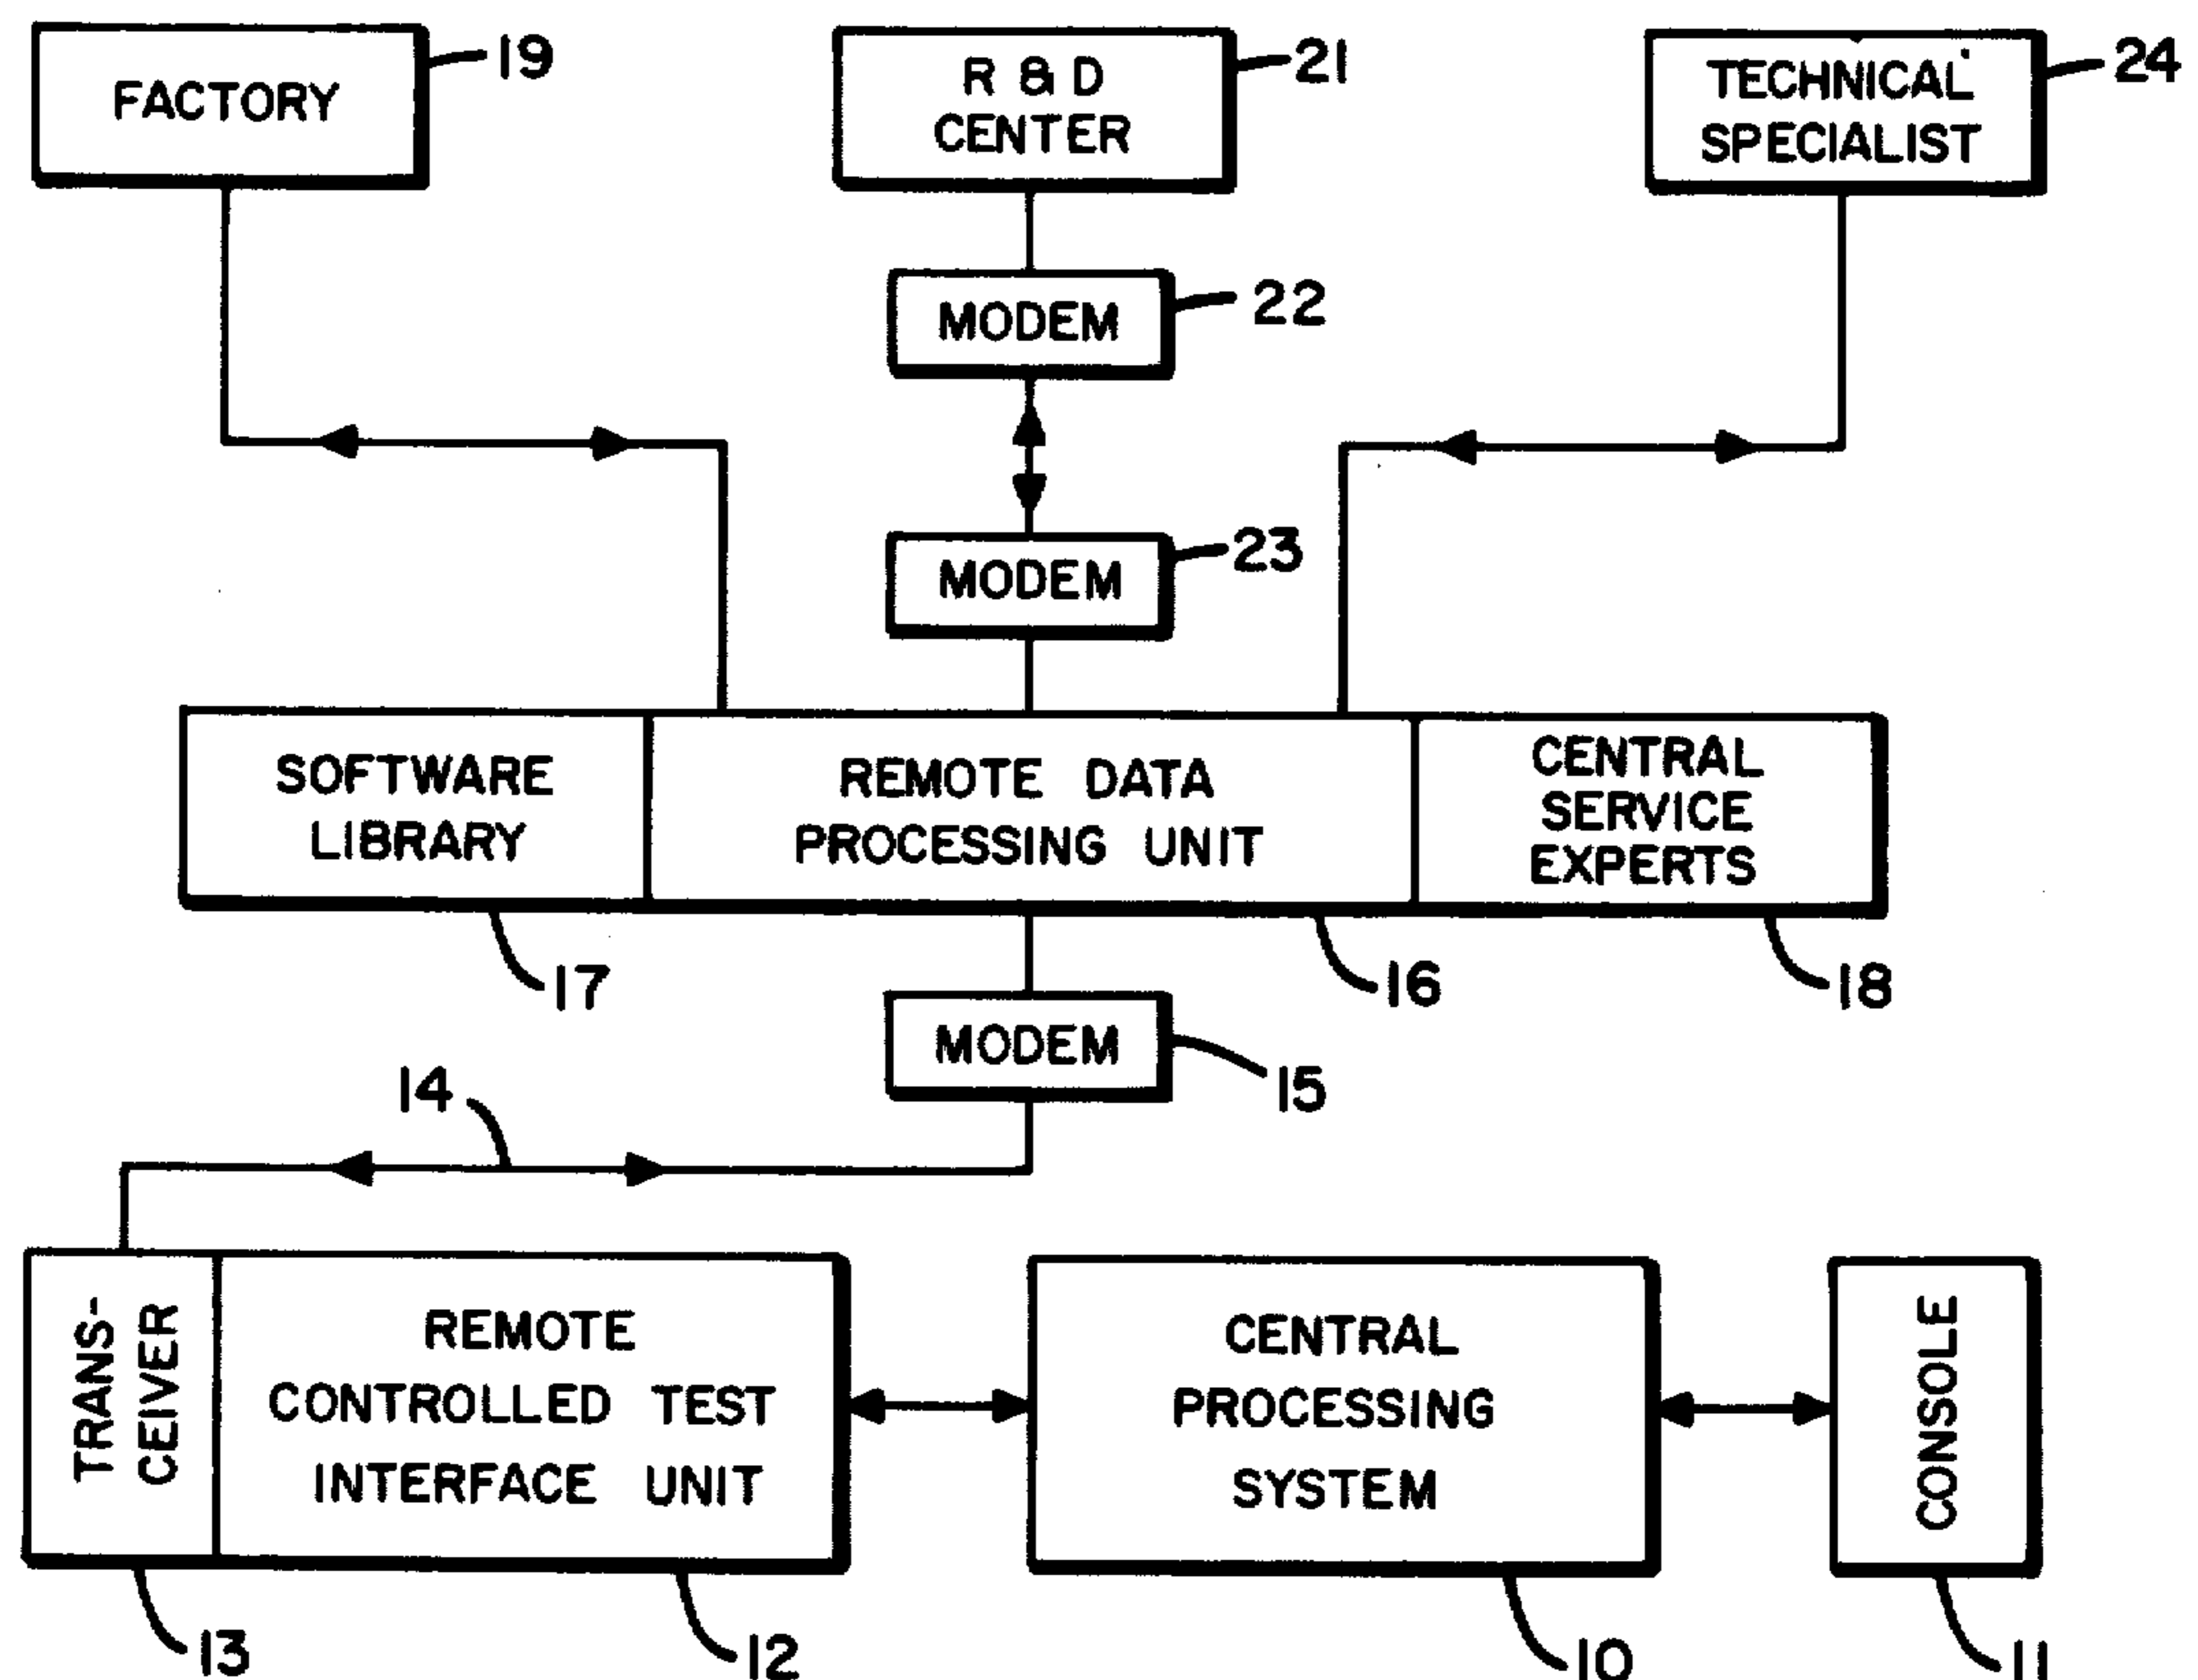 FACTORY
19
R & D
CENTER
21
TECHNICAL
SPECIALIST
24
MODEM
22
MODEM
23
SOFTWARE
LIBRARY
REMOTE DATA
PROCESSING UNIT
CENTRAL
SERVICE
EXPERTS
17
16
18
MODEM
15
14
TRANS-
CEIVER
REMOTE
CONTROLLED TEST
INTERFACE UNIT
CENTRAL
PROCESSING
SYSTEM
CONSOLE
13
12
10
11